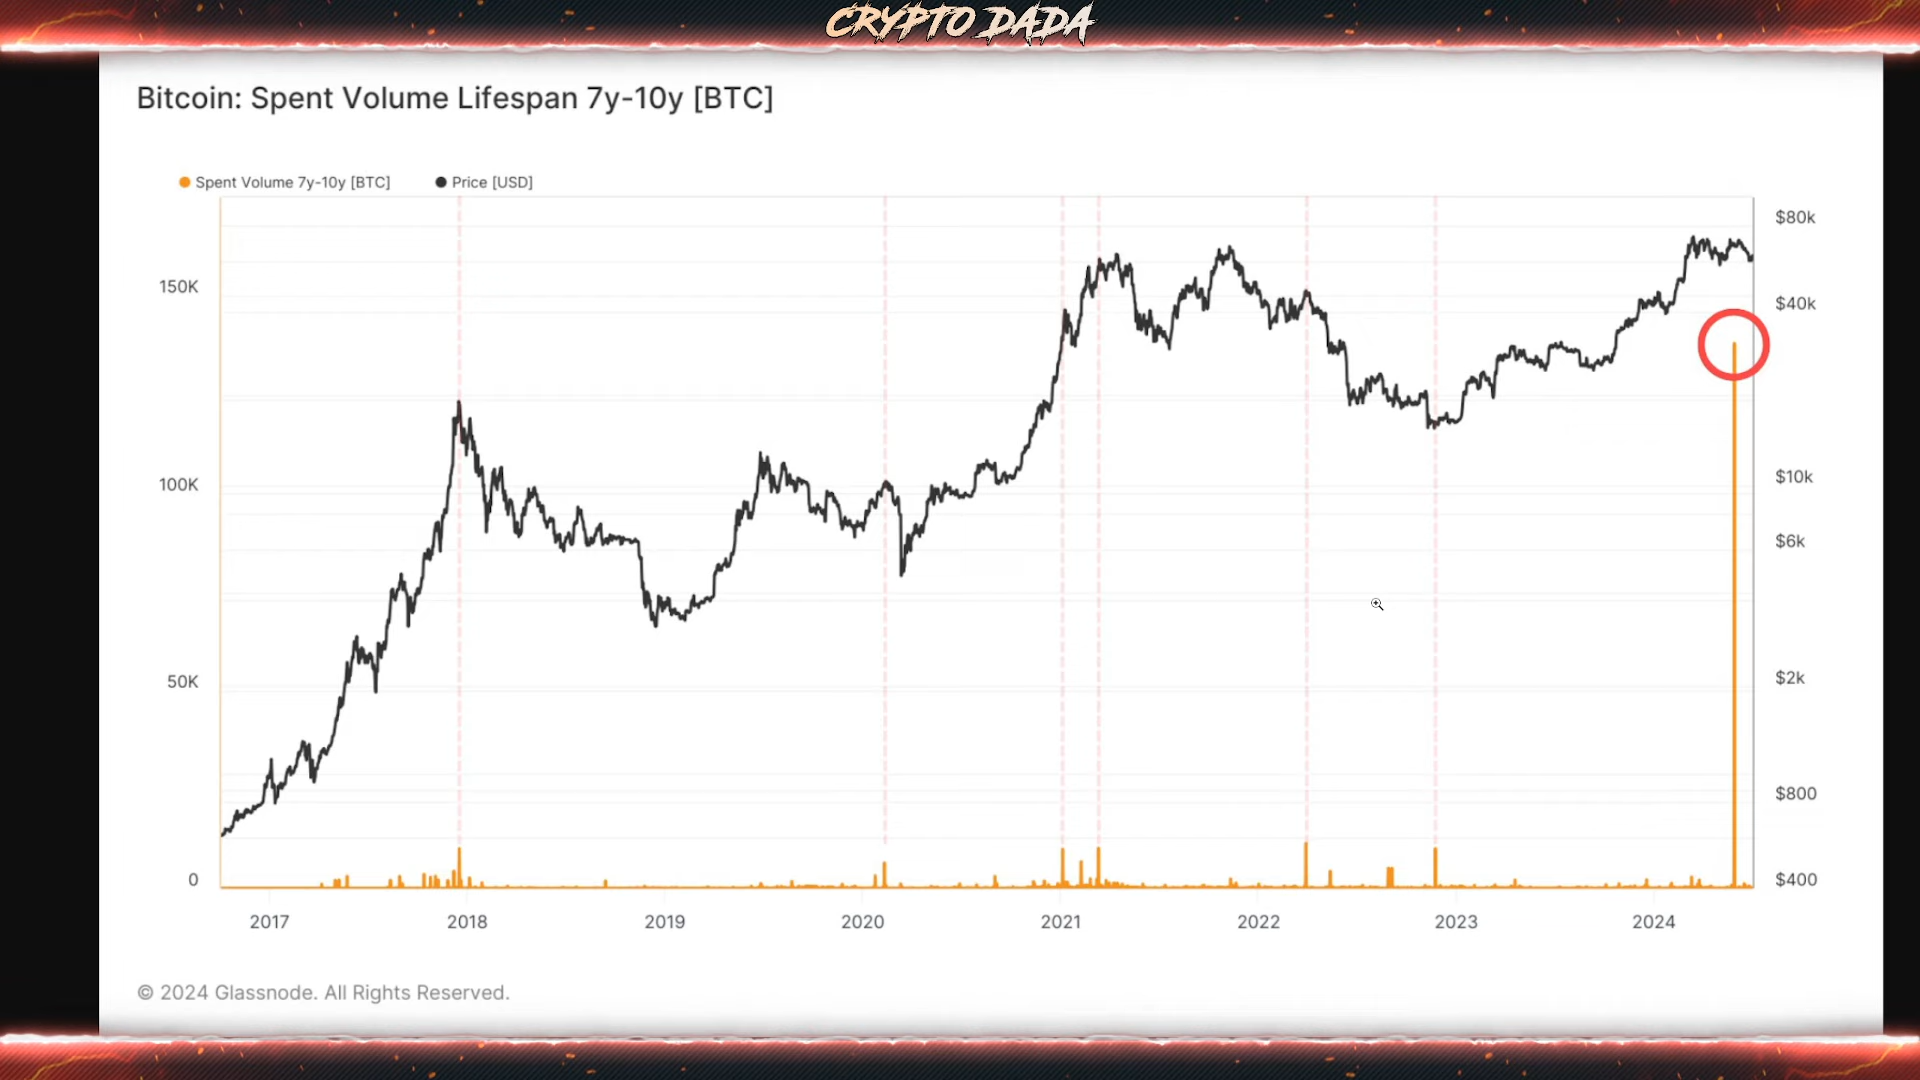 CRYPTO DADA
Bitcoin: Spent Volume Lifespan 7y-10y [BTC]
Spent Volume 7y-10y [BTC] Price [USD]
$80k
150K
$40k
100K
$10k
$6k
50K
$2k
$800
0
$400
2017 2018 2019 2020 2021 2022 2023 2024
© 2024 Glassnode. All Rights Reserved.